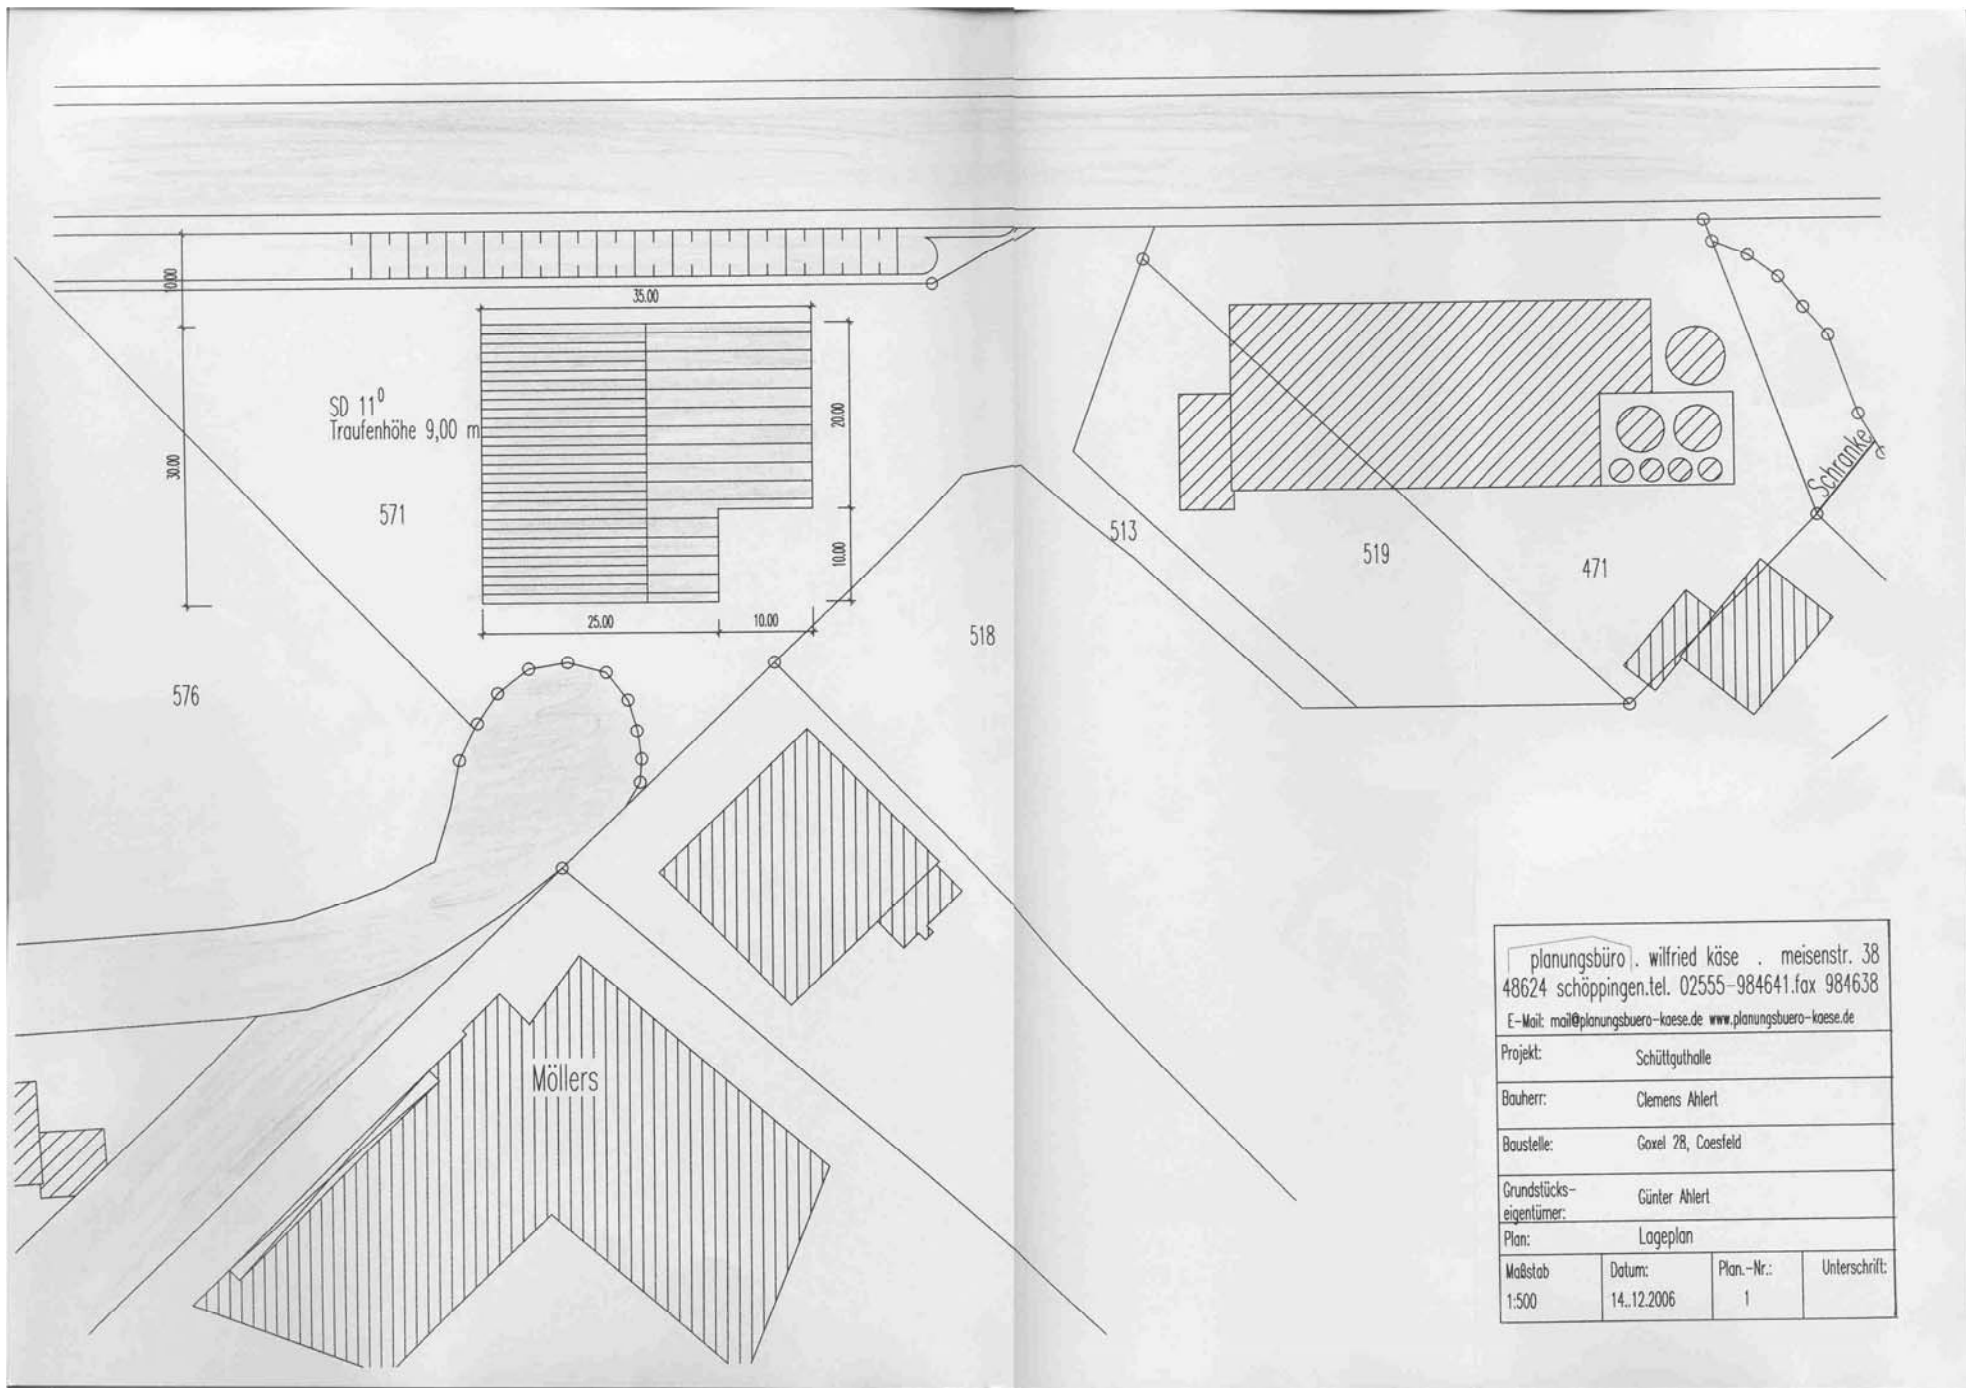 10.00
35.00
SD 11⁰
Traufenhöhe 9,00 m
20.00
30.00
571
10.00
25.00
10.00
576
518
513
519
471
Schranke
Möllers
planungsbüro . wilfried käse . meisenstr. 38
48624 schöppingen.tel. 02555-984641.fax 984638
E-Mail: mail@planungsbuero-kaese.de www.planungsbuero-kaese.de
Projekt: Schüttguthalle
Bauherr: Clemens Ahlert
Baustelle: Goxel 28, Coesfeld
Grundstücks-
eigentümer: Günter Ahlert
Plan: Lageplan
Maßstab Datum: Plan.-Nr.: Unterschrift:
1:500 14..12.2006 1